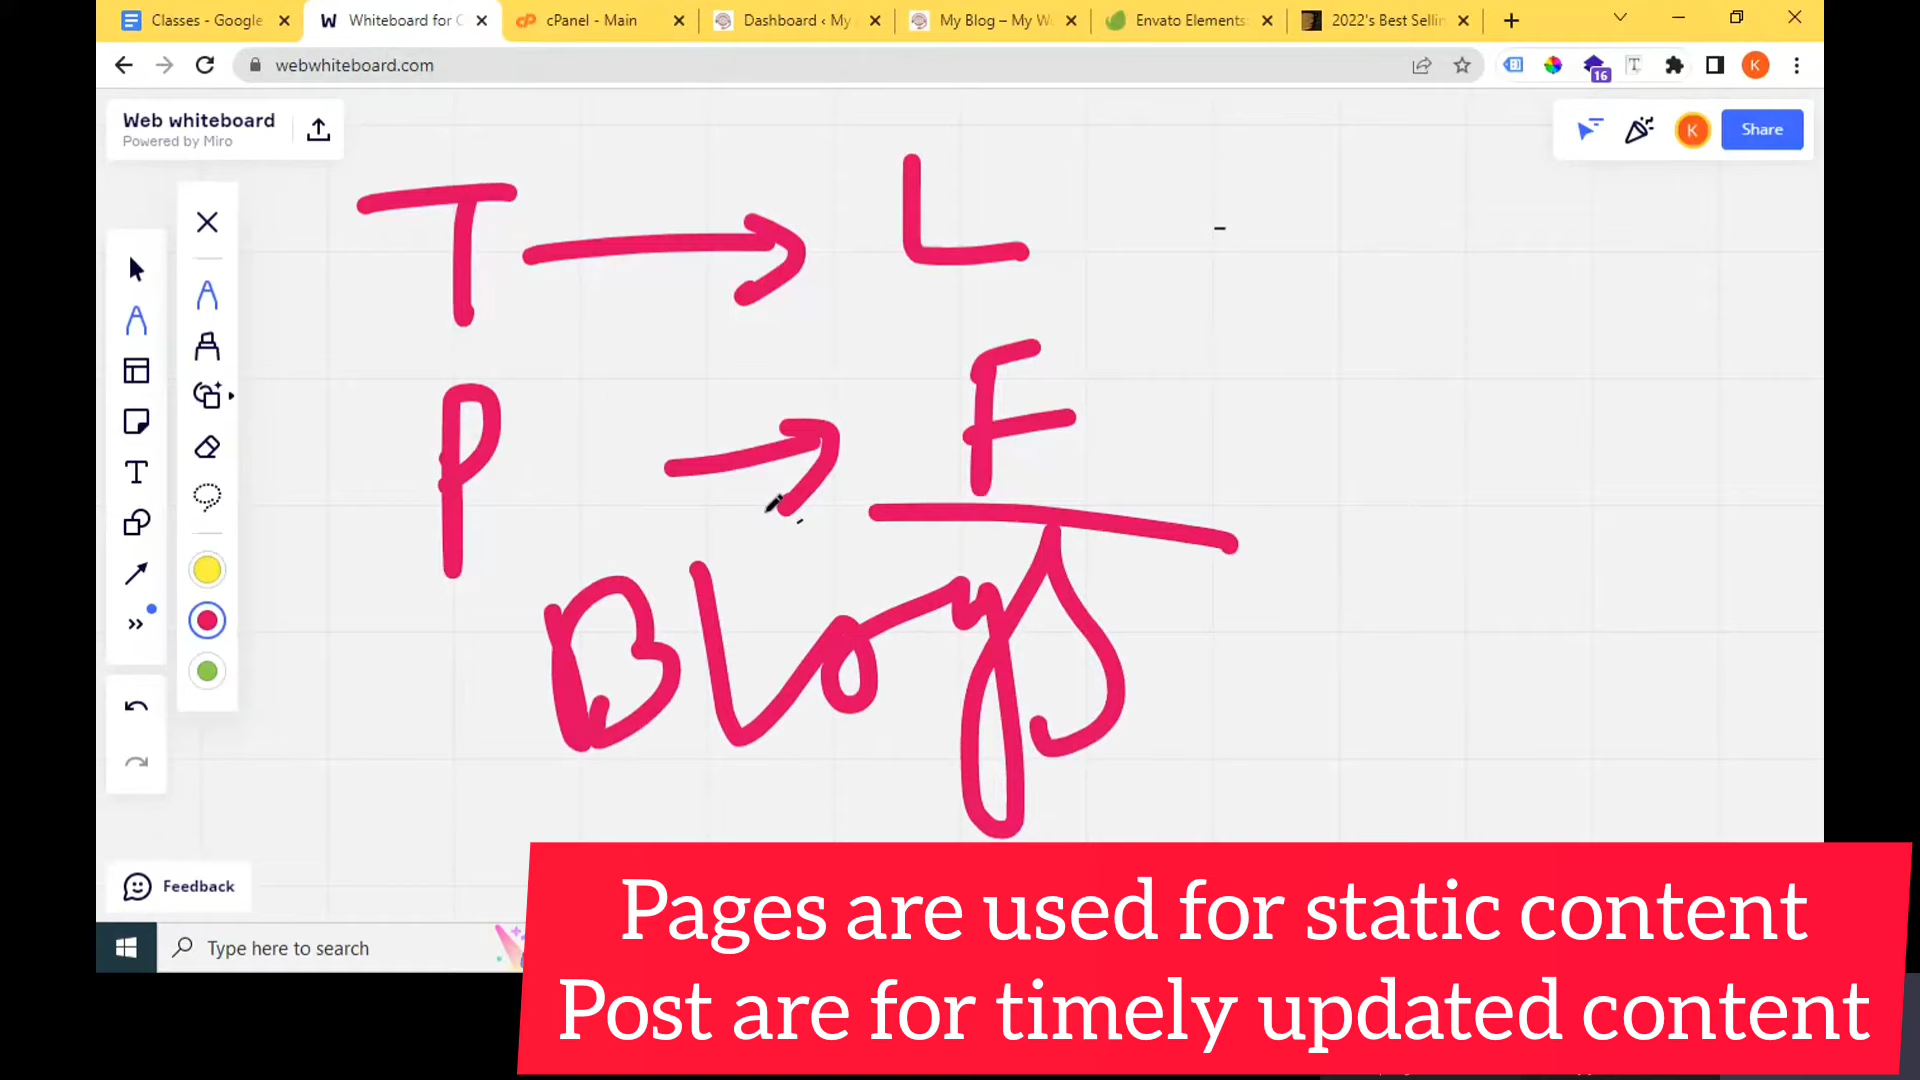 Classes - Google
Whiteboard for C
cPanel - Main
Dashboard ‹ My
My Blog – My W
Envato Elements:
2022's Best Sellin
webwhiteboard.com
16
K
Web whiteboard
Powered by Miro
K
Share
T → L
P → F
Blogs
Feedback
Type here to search
Pages are used for static content
Post are for timely updated content